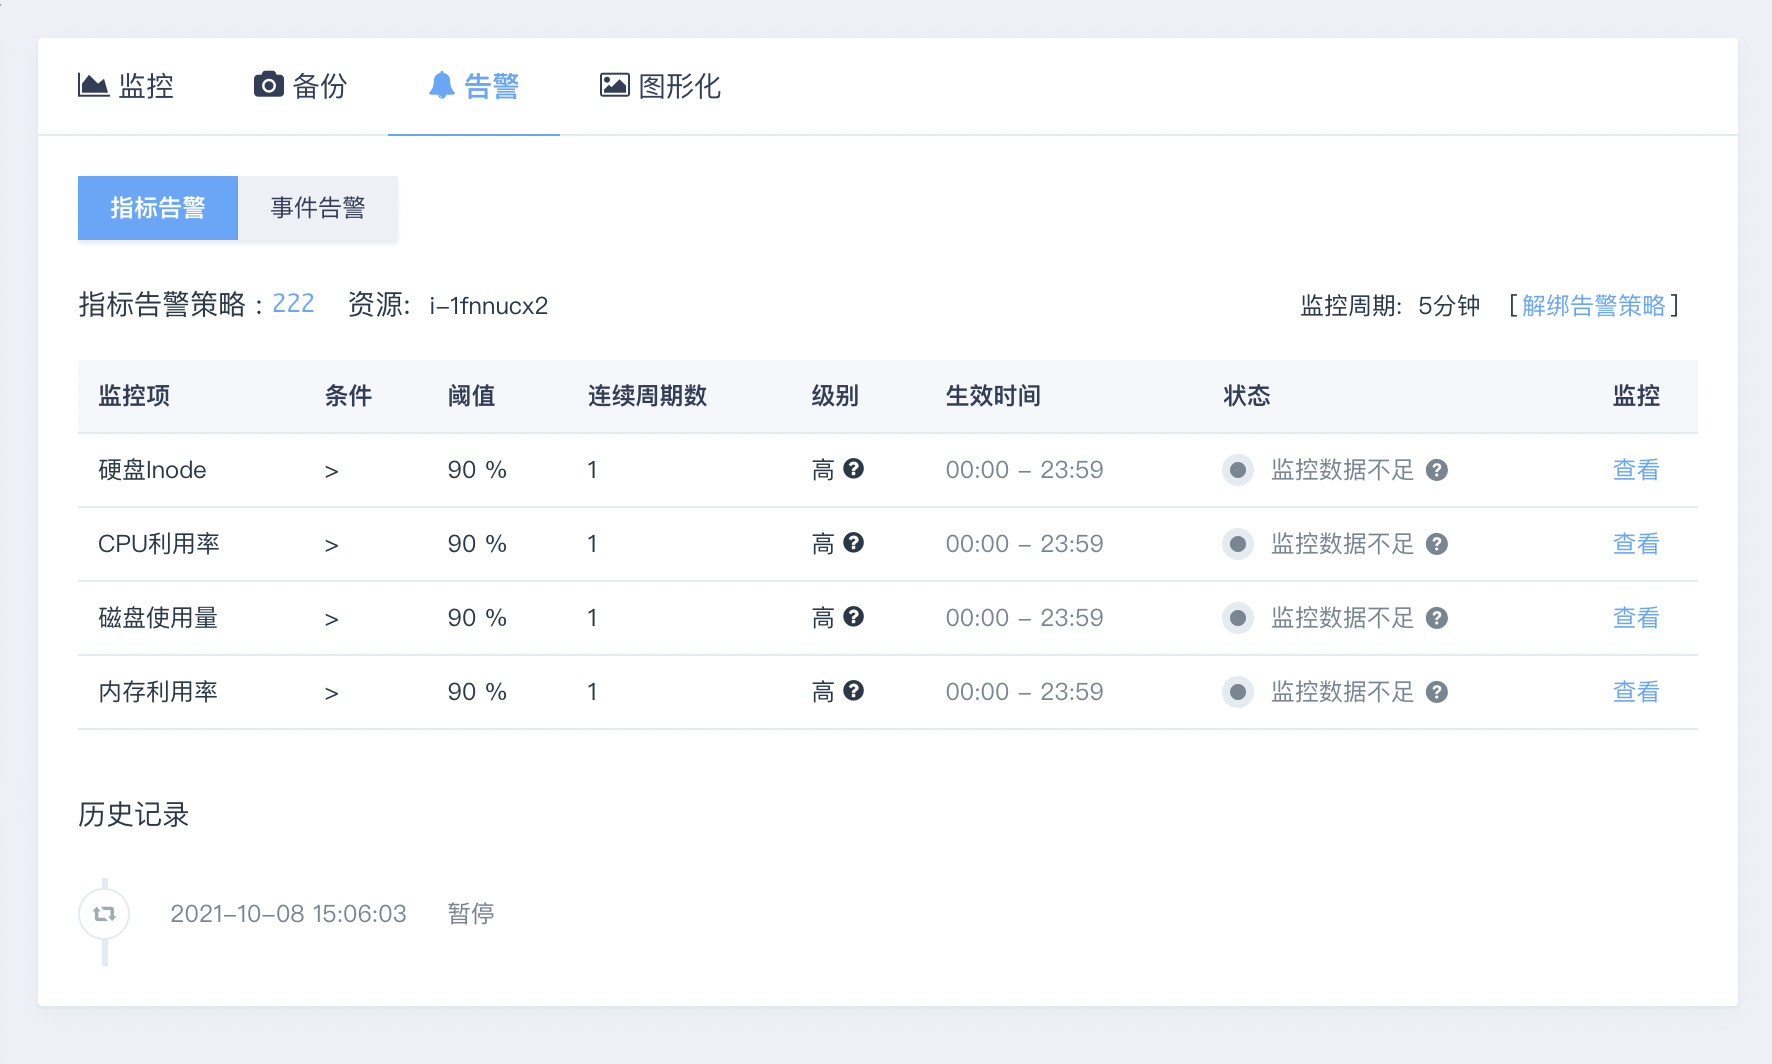 监控 备份 告警 图形化
指标告警 事件告警
指标告警策略 : 222 资源: i-1fnnucx2 监控周期: 5分钟 [解绑告警策略]
监控项 条件 阈值 连续周期数 级别 生效时间 状态 监控
硬盘Inode > 90 % 1 高 00:00 - 23:59 监控数据不足 查看
CPU利用率 > 90 % 1 高 00:00 - 23:59 监控数据不足 查看
磁盘使用量 > 90 % 1 高 00:00 - 23:59 监控数据不足 查看
内存利用率 > 90 % 1 高 00:00 - 23:59 监控数据不足 查看
历史记录
2021-10-08 15:06:03 暂停